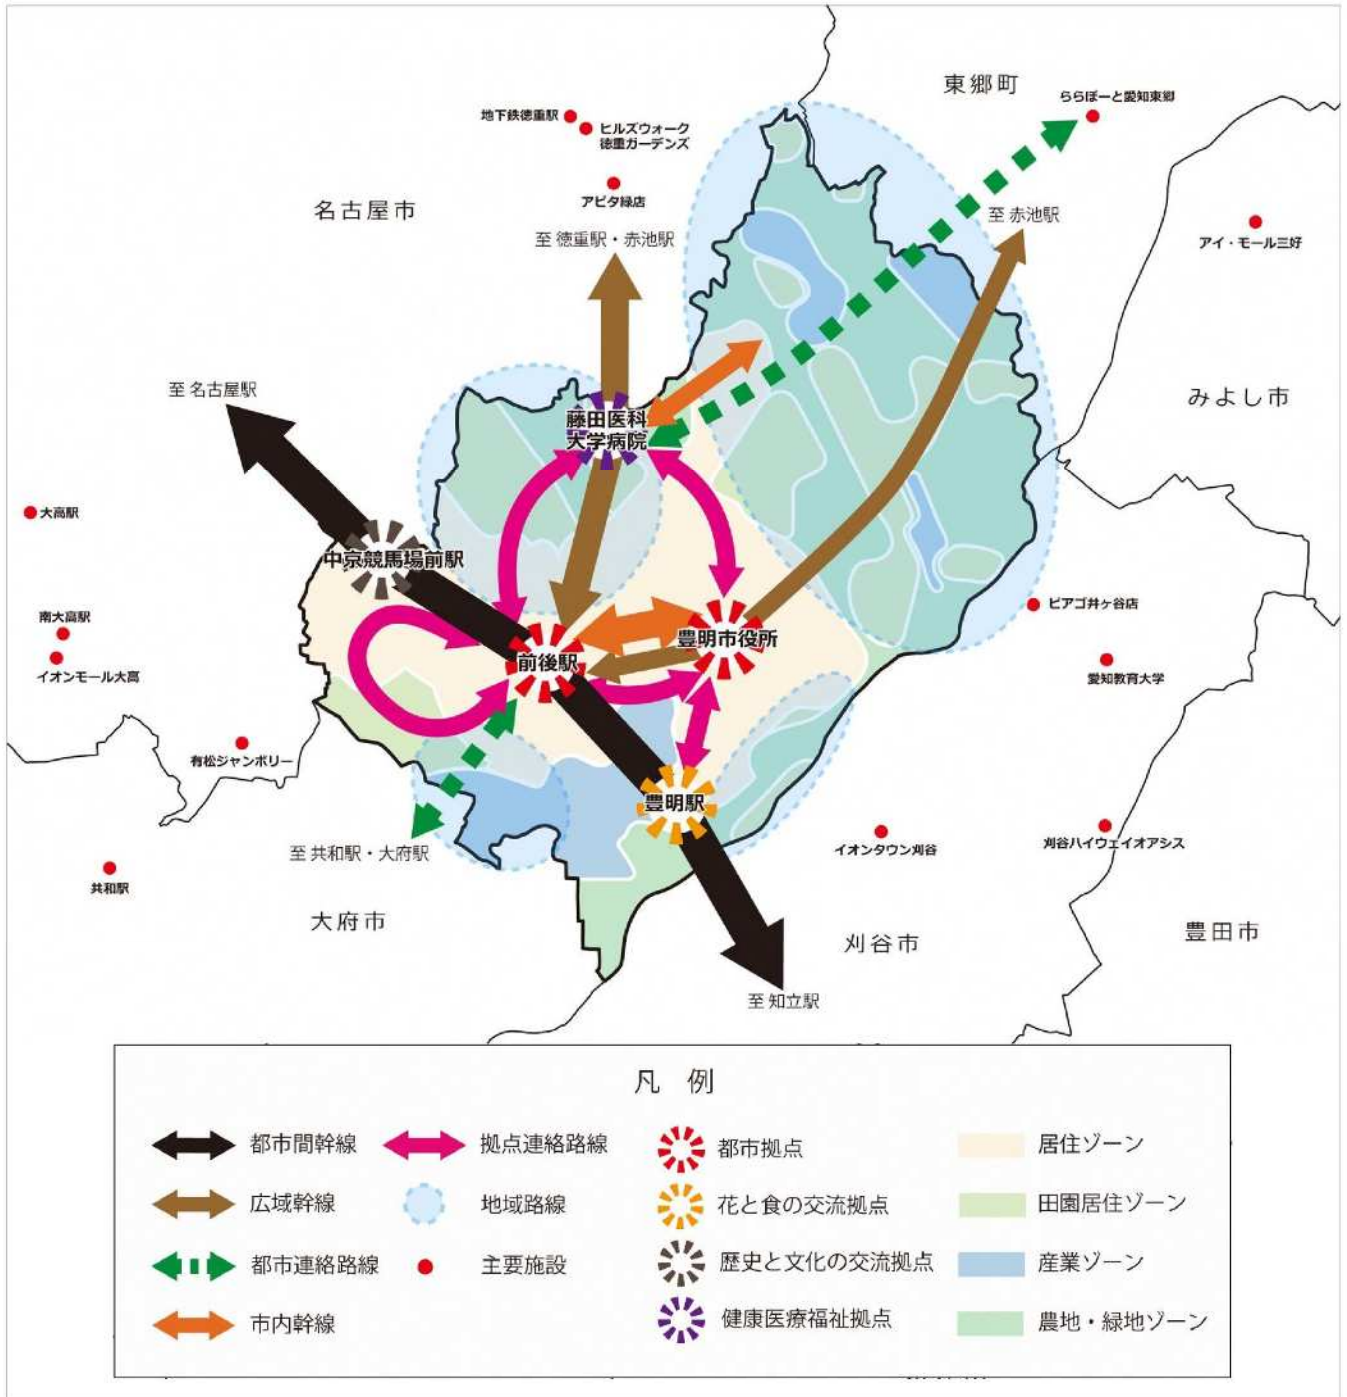 東郷町
ららぽーと愛知東郷
地下鉄徳重駅
ヒルズウォーク
徳重ガーデンズ
アピタ緑店
名古屋市
至 徳重駅・赤池駅
至 赤池駅
アイ・モール三好
至 名古屋駅
みよし市
藤田医科
大学病院
大高駅
中京競馬場前駅
南大高駅
イオンモール大高
豊明市役所
前後駅
ピアゴ井ヶ谷店
愛知教育大学
有松ジャンボリー
豊明駅
イオンタウン刈谷
刈谷ハイウェイオアシス
至 共和駅・大府駅
共和駅
大府市
刈谷市
豊田市
至 知立駅
凡 例
都市間幹線
拠点連絡路線
都市拠点
居住ゾーン
広域幹線
地域路線
花と食の交流拠点
田園居住ゾーン
都市連絡路線
主要施設
歴史と文化の交流拠点
産業ゾーン
市内幹線
健康医療福祉拠点
農地・緑地ゾーン